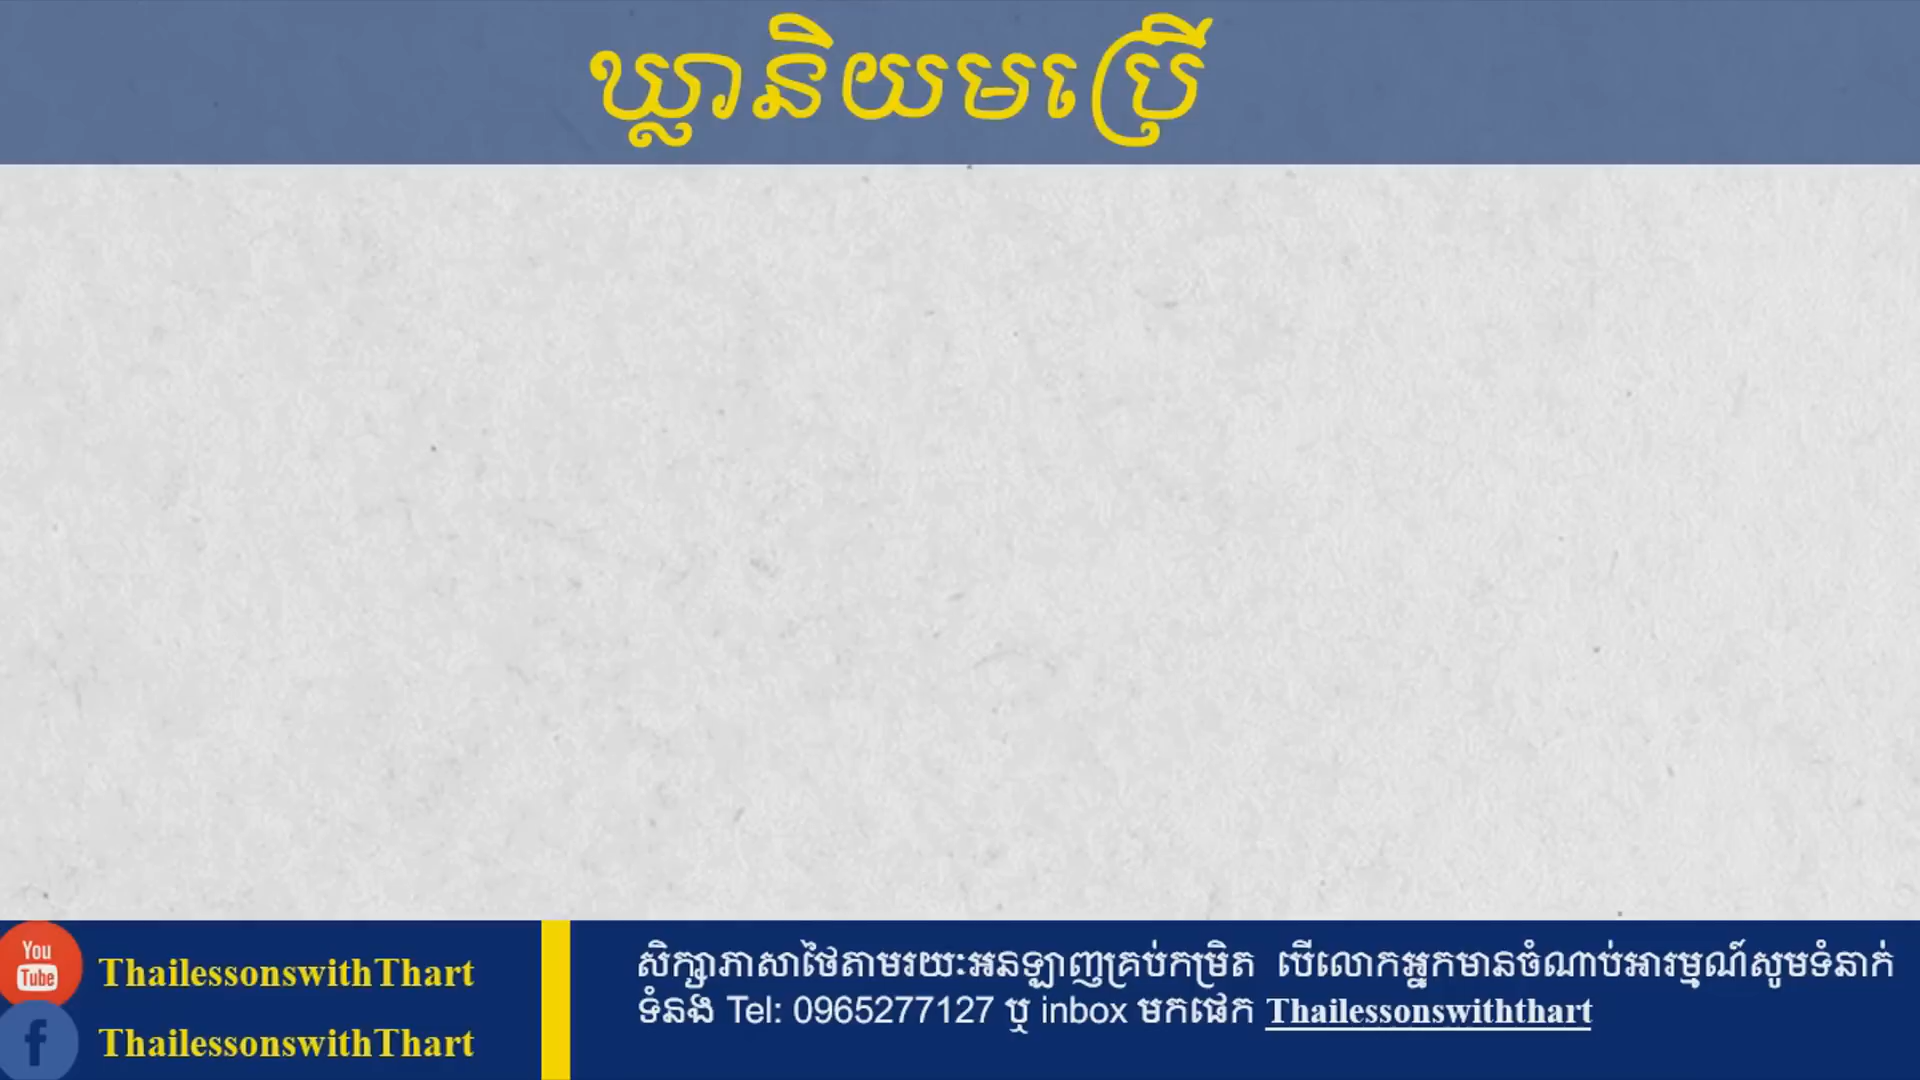 ឃ្លានិយមប្រើ
You
Tube
ThailessonswithThart
ThailessonswithThart
សិក្សាភាសាថៃតាមរយៈអនឡាញគ្រប់កម្រិត បើលោកអ្នកមានចំណាប់អារម្មណ៍សូមទំនាក់
ទំនង Tel: 0965277127 ឬ inbox មកផេក Thailessonswiththart